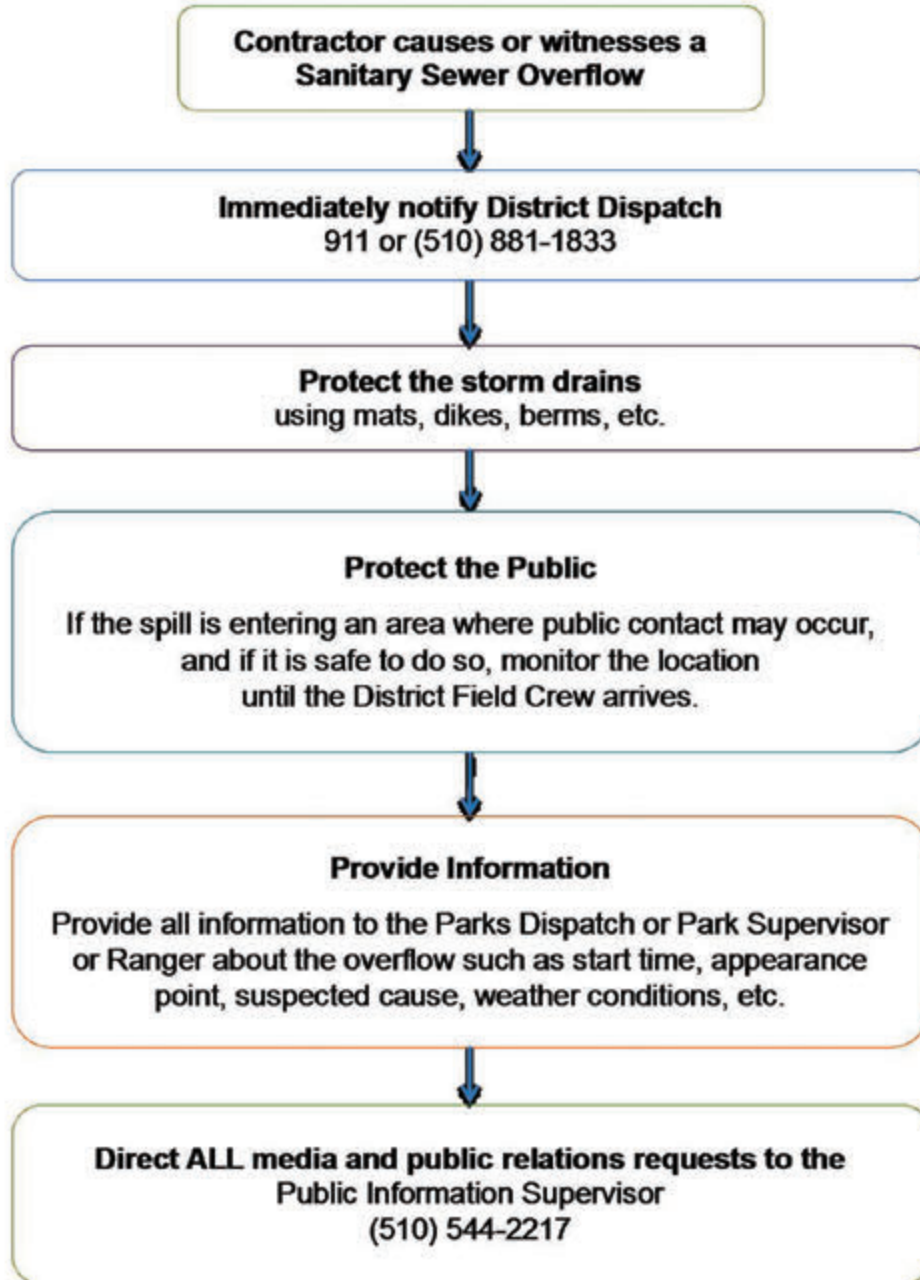 Contractor causes or witnesses a
Sanitary Sewer Overflow
Immediately notify District Dispatch
911 or (510) 881-1833
Protect the storm drains
using mats, dikes, berms, etc.
Protect the Public
If the spill is entering an area where public contact may occur,
and if it is safe to do so, monitor the location
until the District Field Crew arrives.
Provide Information
Provide all information to the Parks Dispatch or Park Supervisor
or Ranger about the overflow such as start time, appearance
point, suspected cause, weather conditions, etc.
Direct ALL media and public relations requests to the
Public Information Supervisor
(510) 544-2217